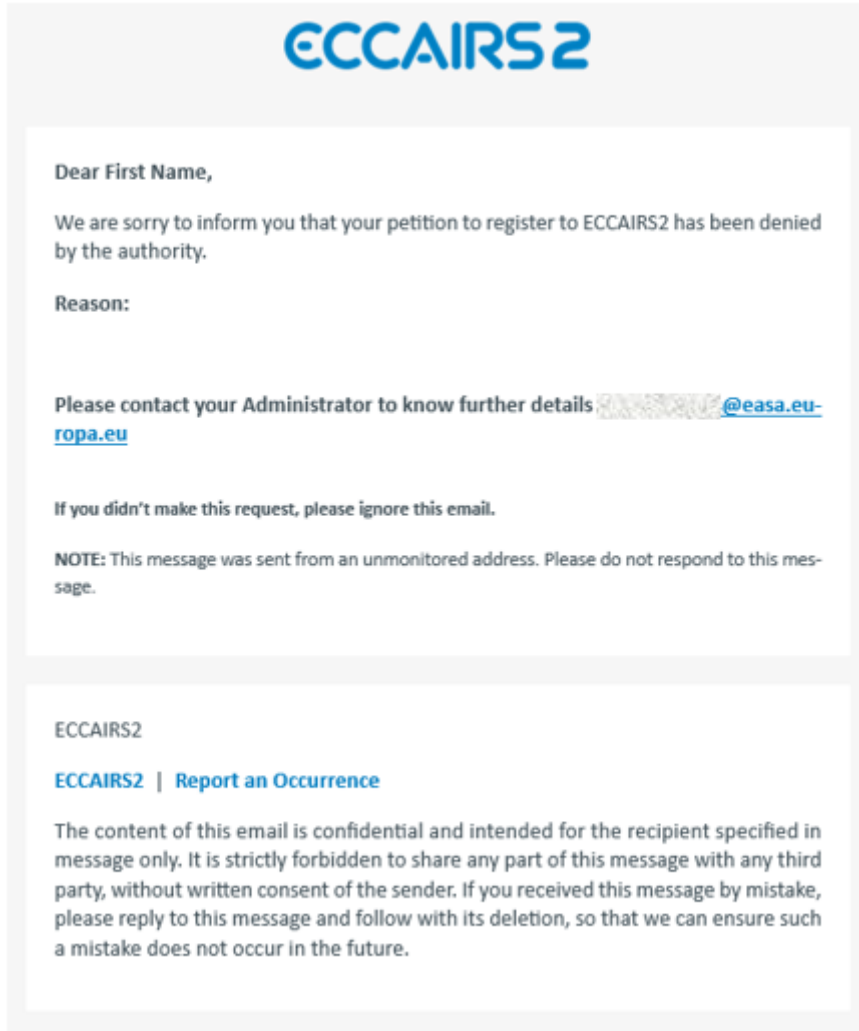 ECCAIRS2
Dear First Name,
We are sorry to inform you that your petition to register to ECCAIRS2 has been denied
by the authority.
Reason:
Please contact your Administrator to know further details @easa.eu-
ropa.eu
If you didn't make this request, please ignore this email.
NOTE: This message was sent from an unmonitored address. Please do not respond to this mes-
sage.
ECCAIRS2
ECCAIRS2 | Report an Occurrence
The content of this email is confidential and intended for the recipient specified in
message only. It is strictly forbidden to share any part of this message with any third
party, without written consent of the sender. If you received this message by mistake,
please reply to this message and follow with its deletion, so that we can ensure such
a mistake does not occur in the future.